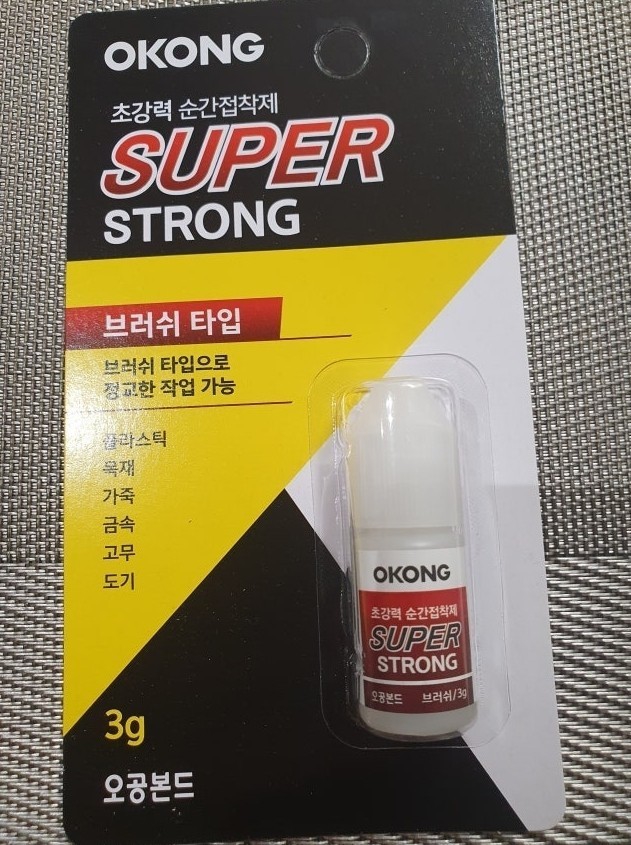 OKONG
초강력 순간접착제
SUPER
STRONG
브러쉬 타입
브러쉬 타입으로
정교한 작업 가능
플라스틱
목재
가죽
금속
고무
도기
3g
오공본드
OKONG
초강력 순간접착제
SUPER
STRONG
오공본드 브러쉬/3g